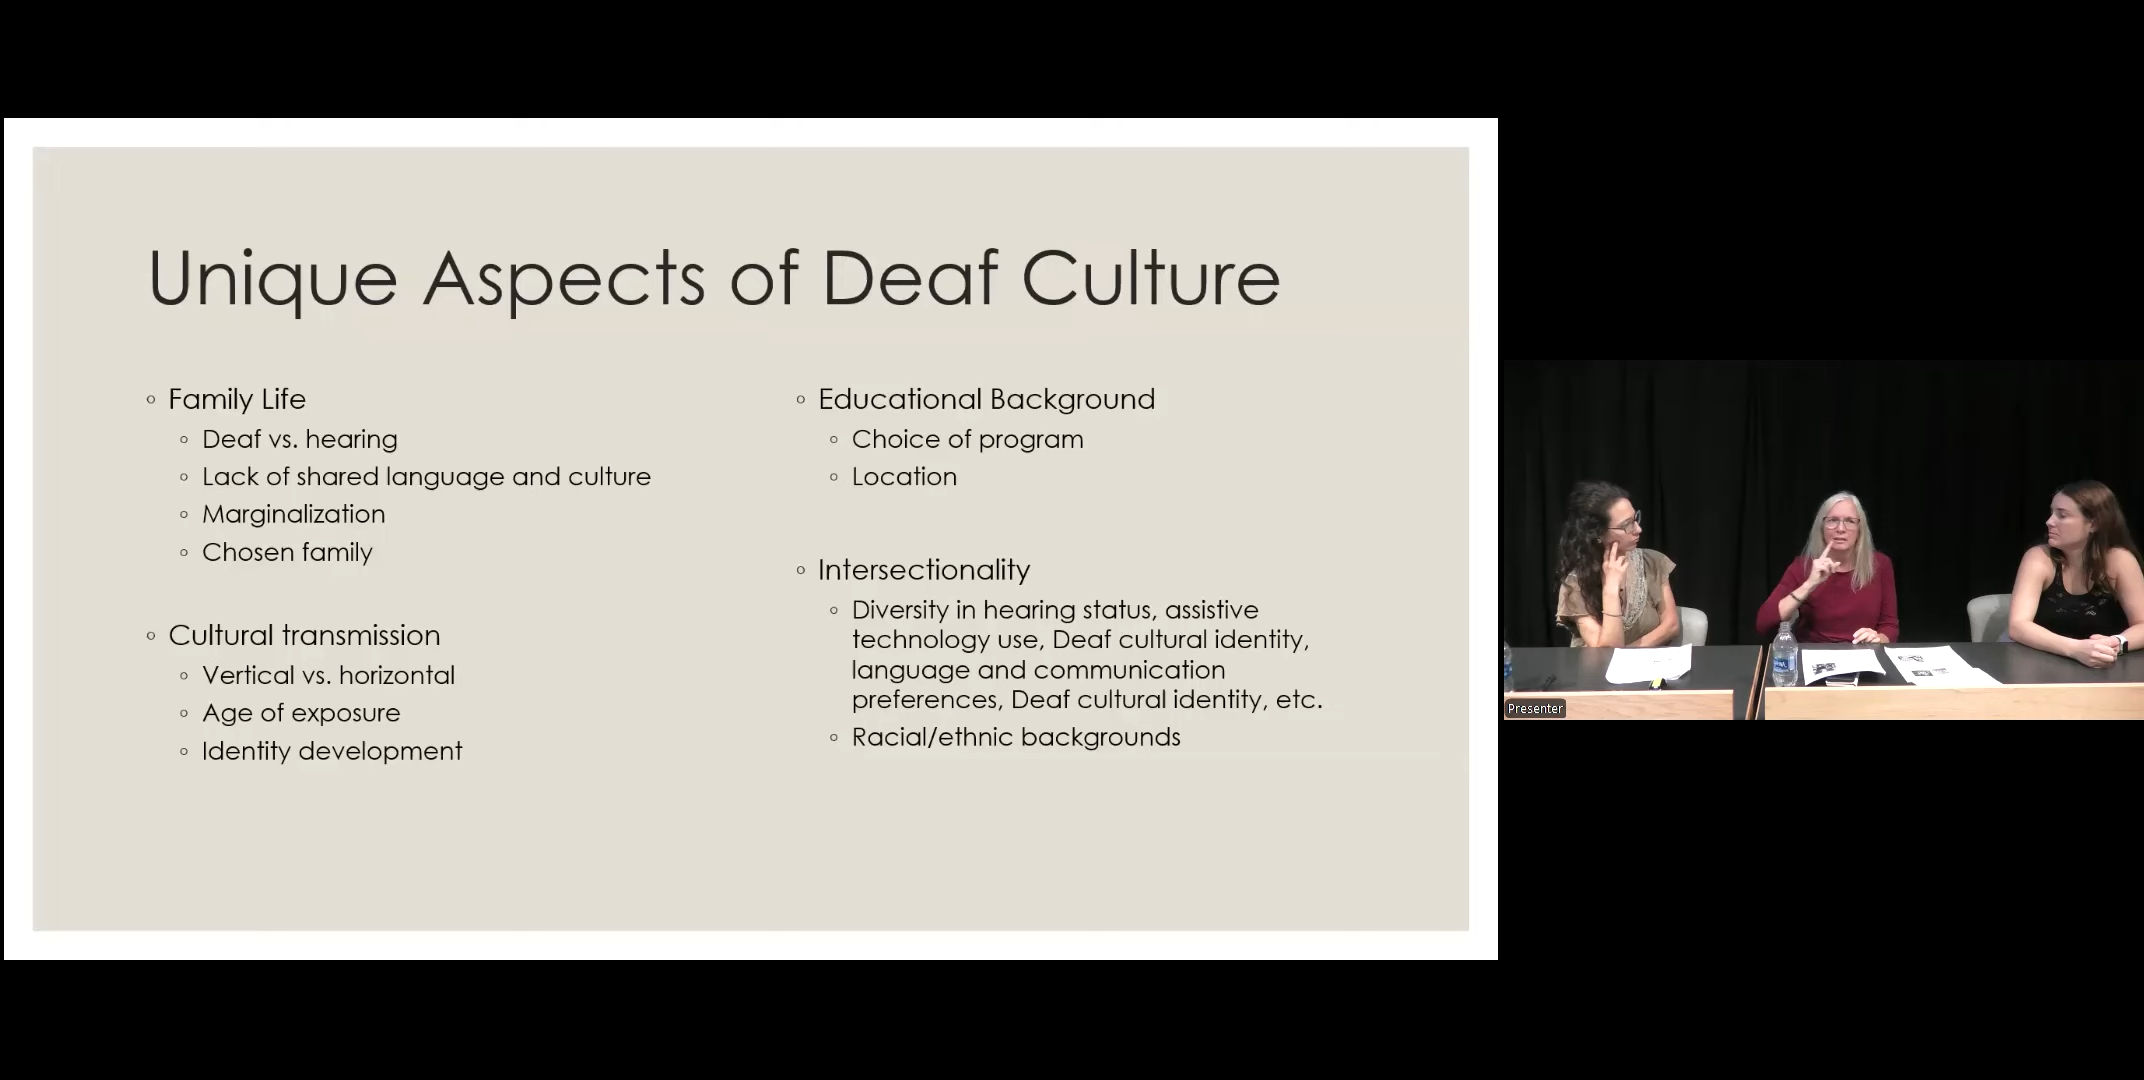 Unique Aspects of Deaf Culture
◦ Family Life
◦ Deaf vs. hearing
◦ Lack of shared language and culture
◦ Marginalization
◦ Chosen family
◦ Cultural transmission
◦ Vertical vs. horizontal
◦ Age of exposure
◦ Identity development
◦ Educational Background
◦ Choice of program
◦ Location
◦ Intersectionality
◦ Diversity in hearing status, assistive
technology use, Deaf cultural identity,
language and communication
preferences, Deaf cultural identity, etc.
◦ Racial/ethnic backgrounds
Presenter